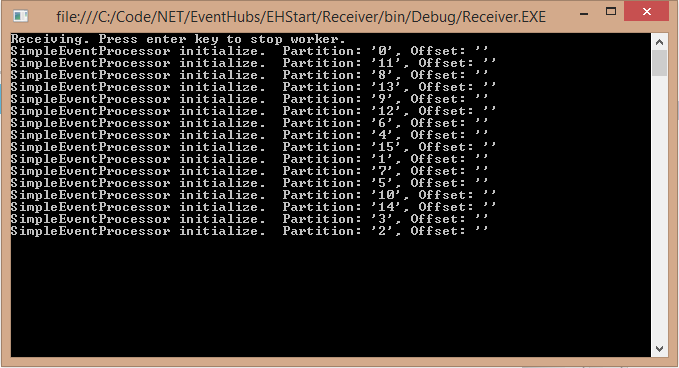 file:///C:/Code/NET/EventHubs/EHStart/Receiver/bin/Debug/Receiver.EXE
Receiving. Press enter key to stop worker.
SimpleEventProcessor initialize.  Partition: '0', Offset: ''
SimpleEventProcessor initialize.  Partition: '11', Offset: ''
SimpleEventProcessor initialize.  Partition: '8', Offset: ''
SimpleEventProcessor initialize.  Partition: '13', Offset: ''
SimpleEventProcessor initialize.  Partition: '9', Offset: ''
SimpleEventProcessor initialize.  Partition: '12', Offset: ''
SimpleEventProcessor initialize.  Partition: '6', Offset: ''
SimpleEventProcessor initialize.  Partition: '4', Offset: ''
SimpleEventProcessor initialize.  Partition: '15', Offset: ''
SimpleEventProcessor initialize.  Partition: '1', Offset: ''
SimpleEventProcessor initialize.  Partition: '7', Offset: ''
SimpleEventProcessor initialize.  Partition: '5', Offset: ''
SimpleEventProcessor initialize.  Partition: '10', Offset: ''
SimpleEventProcessor initialize.  Partition: '14', Offset: ''
SimpleEventProcessor initialize.  Partition: '3', Offset: ''
SimpleEventProcessor initialize.  Partition: '2', Offset: ''